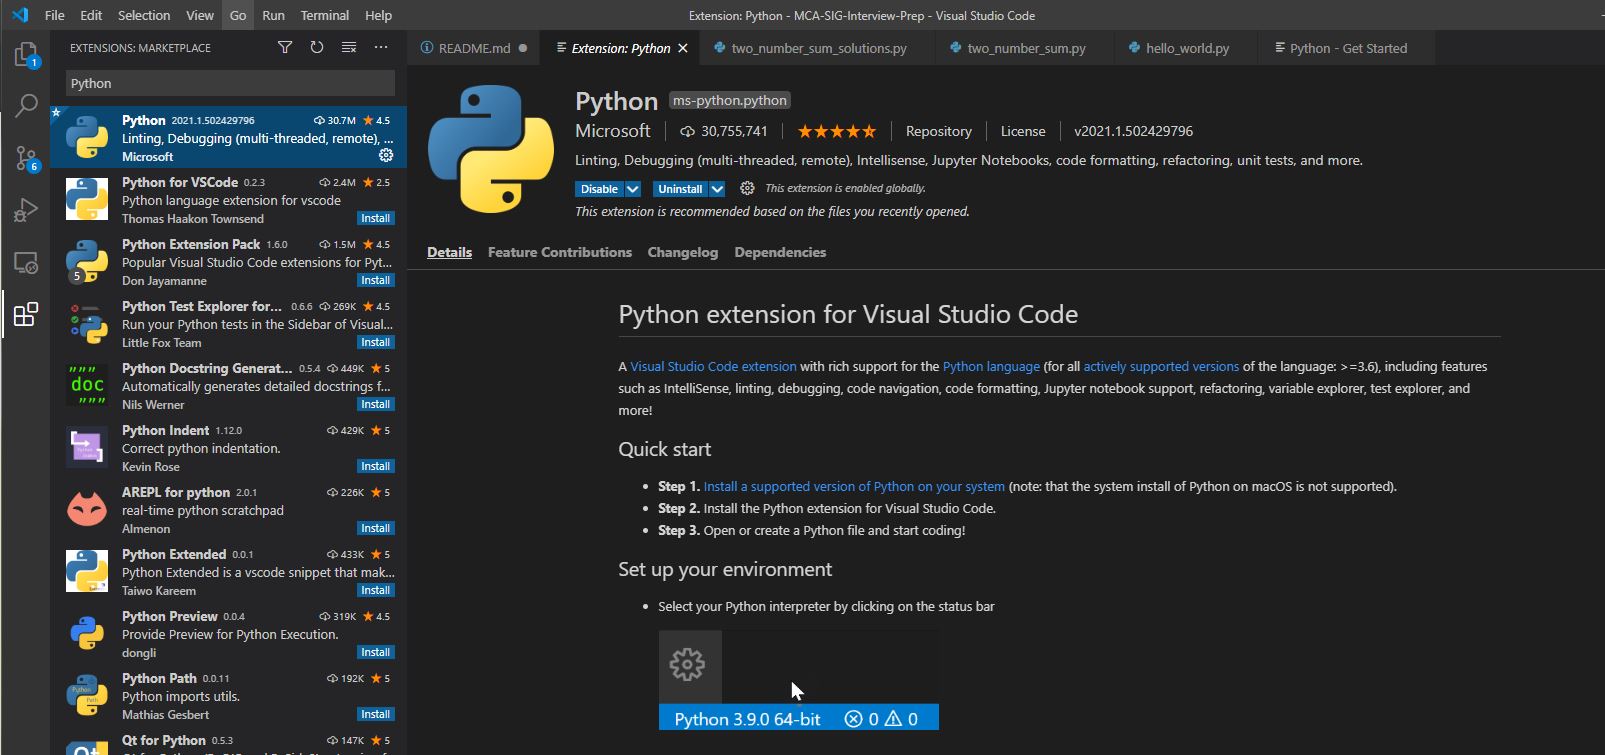 File Edit Selection View Go Run Terminal Help
Extension: Python - MCA-SIG-Interview-Prep - Visual Studio Code
EXTENSIONS: MARKETPLACE
README.md
Extension: Python
two_number_sum_solutions.py
two_number_sum.py
hello_world.py
Python - Get Started
1
6
Python
Python 2021.1.502429796 30.7M 4.5
Linting, Debugging (multi-threaded, remote), ...
Microsoft
Python for VSCode 0.2.3 2.4M 2.5
Python language extension for vscode
Thomas Haakon Townsend Install
Python Extension Pack 1.6.0 1.5M 4.5
Popular Visual Studio Code extensions for Pyt...
5
Don Jayamanne Install
Python Test Explorer for... 0.6.6 269K 4.5
Run your Python tests in the Sidebar of Visual...
Little Fox Team Install
Python Docstring Generat... 0.5.4 449K 5
""" doc """
Automatically generates detailed docstrings f...
Nils Werner Install
Python Indent 1.12.0 429K 5
Correct python indentation.
Kevin Rose Install
AREPL for python 2.0.1 226K 5
real-time python scratchpad
Almenon Install
Python Extended 0.0.1 433K 5
Python Extended is a vscode snippet that mak...
Taiwo Kareem Install
Python Preview 0.0.4 319K 4.5
Provide Preview for Python Execution.
dongli Install
Python Path 0.0.11 192K 5
Python imports utils.
Mathias Gesbert Install
Qt for Python 0.5.3 147K 5
Python ms-python.python
Microsoft 30,755,741 Repository License v2021.1.502429796
Linting, Debugging (multi-threaded, remote), Intellisense, Jupyter Notebooks, code formatting, refactoring, unit tests, and more.
Disable Uninstall This extension is enabled globally.
This extension is recommended based on the files you recently opened.
Details Feature Contributions Changelog Dependencies
Python extension for Visual Studio Code
A Visual Studio Code extension with rich support for the Python language (for all actively supported versions of the language: >=3.6), including features
such as IntelliSense, linting, debugging, code navigation, code formatting, Jupyter notebook support, refactoring, variable explorer, test explorer, and
more!
Quick start
• Step 1. Install a supported version of Python on your system (note: that the system install of Python on macOS is not supported).
• Step 2. Install the Python extension for Visual Studio Code.
• Step 3. Open or create a Python file and start coding!
Set up your environment
• Select your Python interpreter by clicking on the status bar
Python 3.9.0 64-bit 0 0